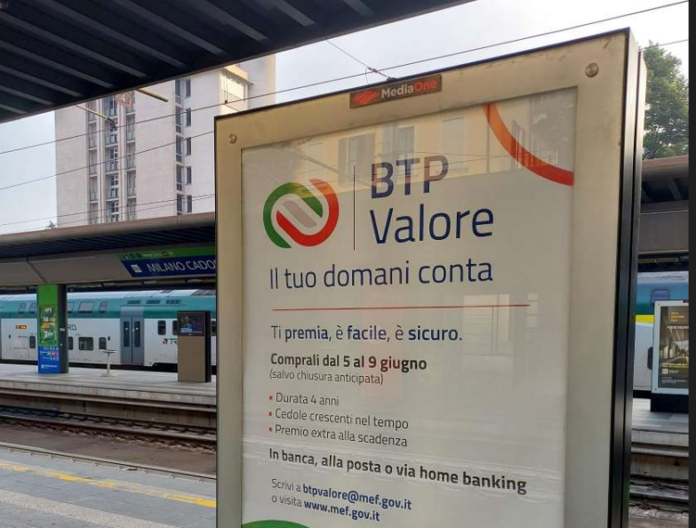 MediaOne
BTP
Valore
Il tuo domani conta
Ti premia, è facile, è sicuro.
Comprali dal 5 al 9 giugno
(salvo chiusura anticipata)
• Durata 4 anni
• Cedole crescenti nel tempo
• Premio extra alla scadenza
In banca, alla posta o via home banking
Scrivi a btpvalore@mef.gov.it
o visita www.mef.gov.it
MILANO CADO